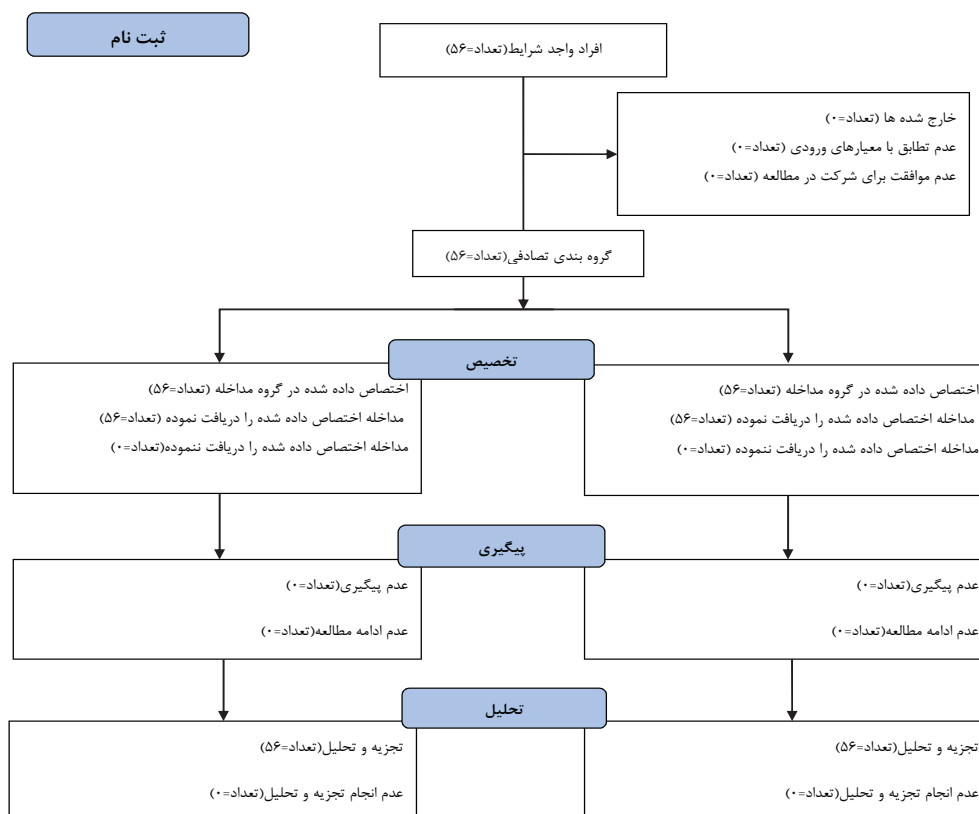 ثبت نام
افراد واجد شرایط(تعداد=۵۶)
خارج شده ها (تعداد=۰)
عدم تطابق با معیارهای ورودی (تعداد=۰)
عدم موافقت برای شرکت در مطالعه (تعداد=۰)
گروه بندی تصادفی(تعداد=۵۶)
تخصیص
اختصاص داده شده در گروه مداخله (تعداد=۵۶)
مداخله اختصاص داده شده را دریافت نموده (تعداد=۵۶)
مداخله اختصاص داده شده را دریافت ننموده (تعداد=۰)
اختصاص داده شده در گروه مداخله (تعداد=۵۶)
مداخله اختصاص داده شده را دریافت نموده (تعداد=۵۶)
مداخله اختصاص داده شده را دریافت ننموده(تعداد=۰)
پیگیری
عدم پیگیری(تعداد=۰)
عدم ادامه مطالعه(تعداد=۰)
عدم پیگیری(تعداد=۰)
عدم ادامه مطالعه(تعداد=۰)
تحلیل
تجزیه و تحلیل(تعداد=۵۶)
عدم انجام تجزیه و تحلیل(تعداد=۰)
تجزیه و تحلیل(تعداد=۵۶)
عدم انجام تجزیه و تحلیل(تعداد=۰)